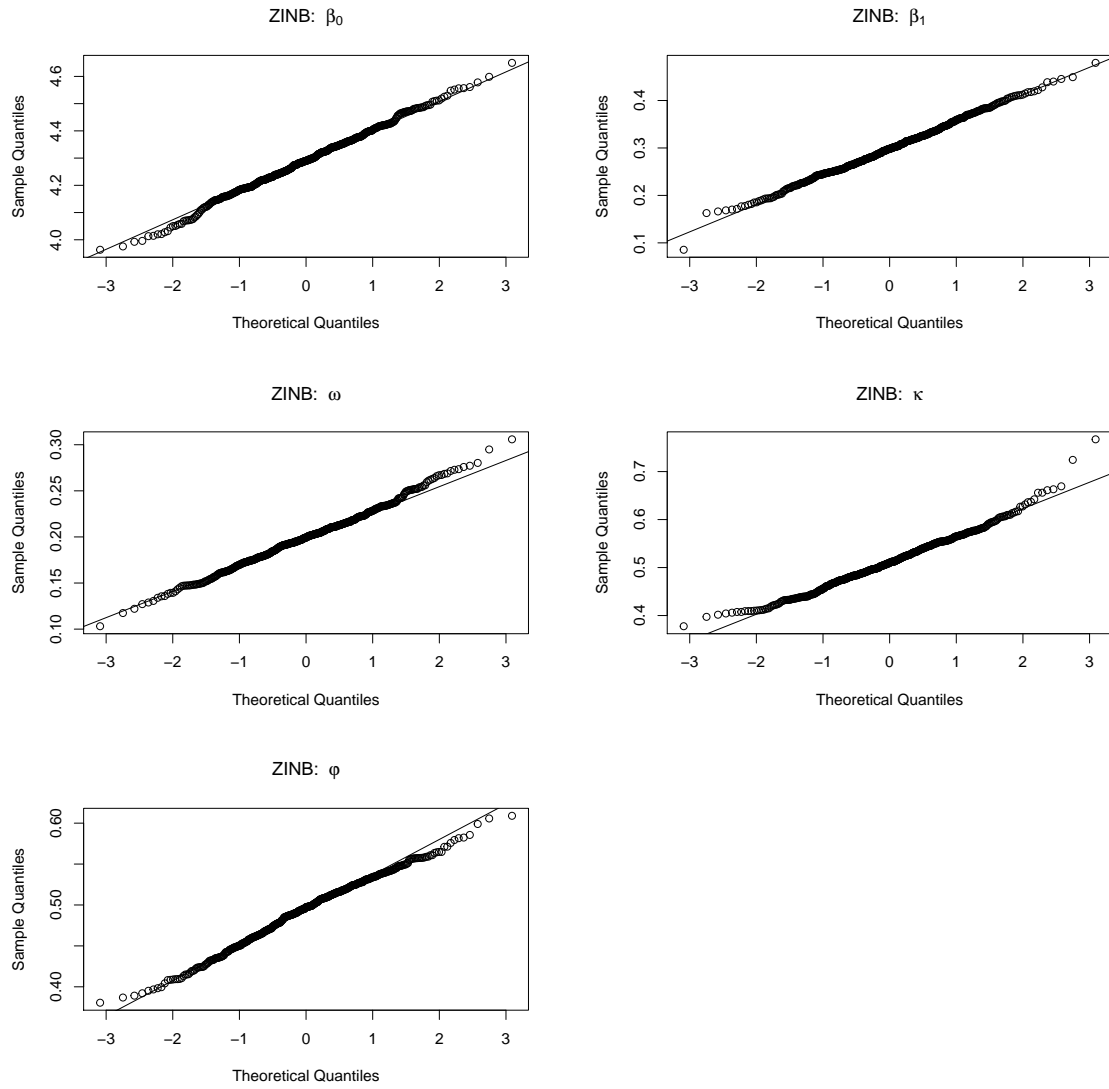 ZINB: β0
Sample Quantiles
4.6
4.4
4.2
4.0
−3 −2 −1 0 1 2 3
Theoretical Quantiles
ZINB: β1
Sample Quantiles
0.4
0.3
0.2
0.1
−3 −2 −1 0 1 2 3
Theoretical Quantiles
ZINB: ω
Sample Quantiles
0.30
0.25
0.20
0.15
0.10
−3 −2 −1 0 1 2 3
Theoretical Quantiles
ZINB: κ
Sample Quantiles
0.7
0.6
0.5
0.4
−3 −2 −1 0 1 2 3
Theoretical Quantiles
ZINB: φ
Sample Quantiles
0.60
0.50
0.40
−3 −2 −1 0 1 2 3
Theoretical Quantiles